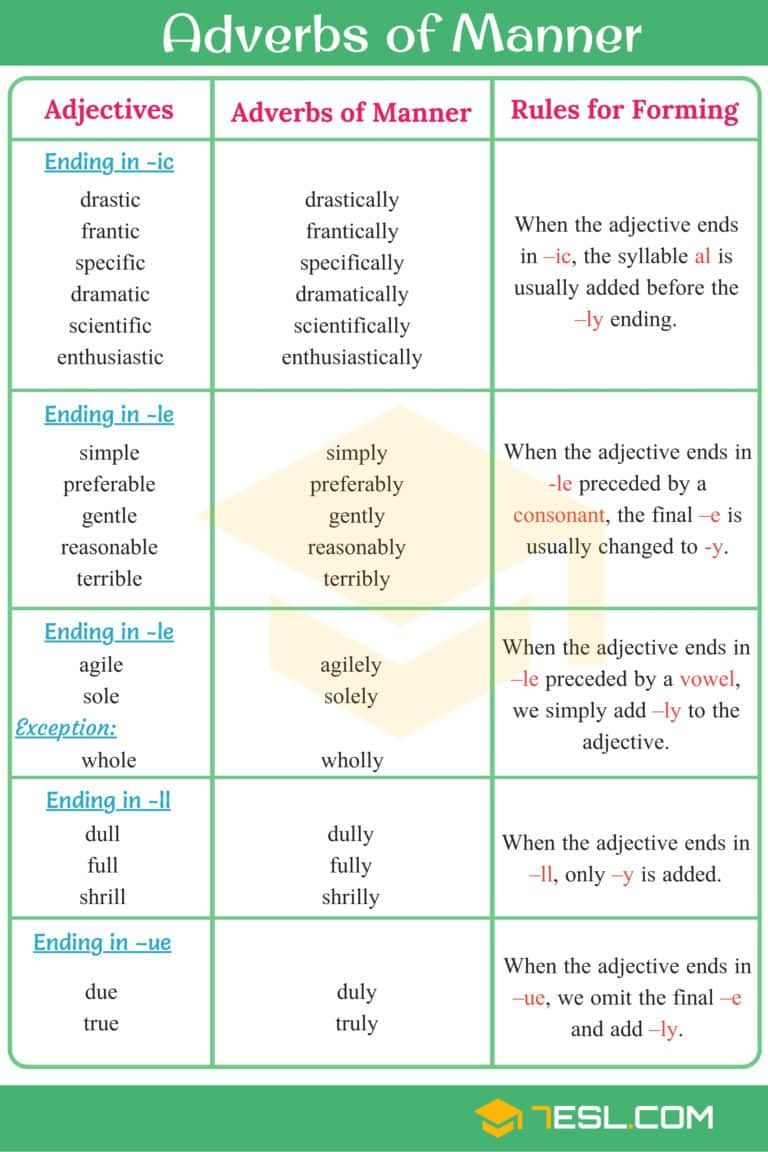 Adverbs of Manner
Adjectives
Adverbs of Manner
Rules for Forming
Ending in -ic
drastic
frantic
specific
dramatic
scientific
enthusiastic
drastically
frantically
specifically
dramatically
scientifically
enthusiastically
When the adjective ends
in –ic, the syllable al is
usually added before the
–ly ending.
Ending in -le
simple
preferable
gentle
reasonable
terrible
simply
preferably
gently
reasonably
terribly
When the adjective ends in
-le preceded by a
consonant, the final –e is
usually changed to -y.
Ending in -le
agile
sole
Exception:
whole
agilely
solely
wholly
When the adjective ends in
–le preceded by a vowel,
we simply add –ly to the
adjective.
Ending in -ll
dull
full
shrill
dully
fully
shrilly
When the adjective ends in
–ll, only –y is added.
Ending in –ue
due
true
duly
truly
When the adjective ends in
–ue, we omit the final –e
and add –ly.
7ESL.COM